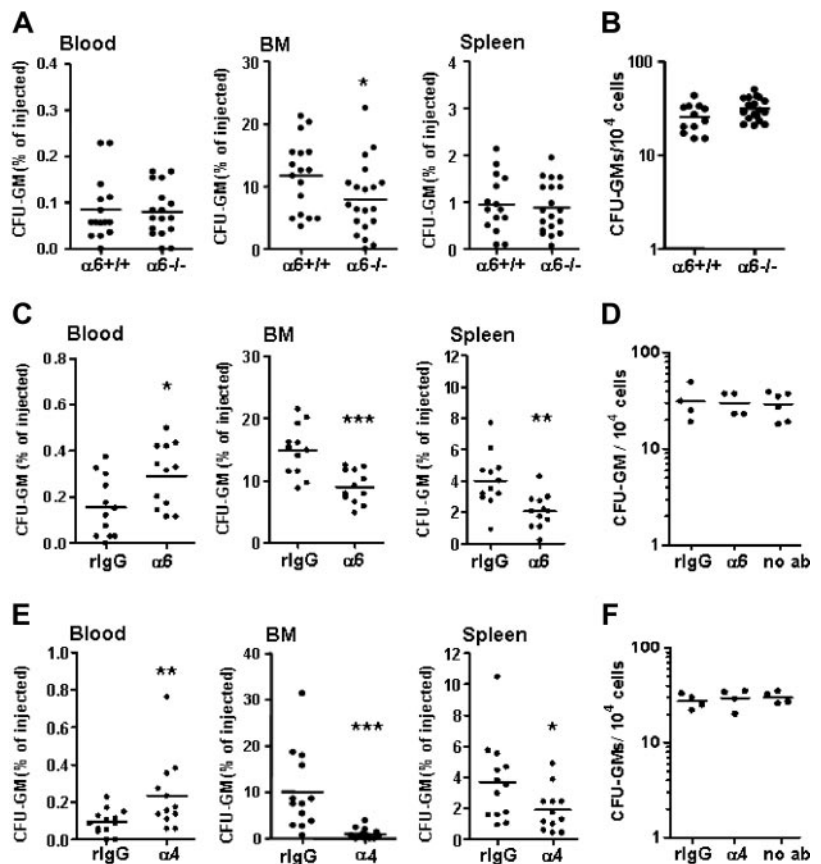 A
Blood
CFU-GM (% of injected)
0.4
0.3
0.2
0.1
0.0
α6+/+ α6-/-
BM
CFU-GM (% of injected)
30
20
10
0
*
α6+/+ α6-/-
Spleen
CFU-GM (% of injected)
4
3
2
1
0
α6+/+ α6-/-
B
CFU-GMs/10⁴ cells
100
10
1
α6+/+ α6-/-
C
Blood
CFU-GM (% of injected)
0.8
0.6
0.4
0.2
0.0
*
rIgG α6
BM
CFU-GM (% of injected)
30
20
10
0
***
rIgG α6
Spleen
CFU-GM (% of injected)
12
10
8
6
4
2
0
**
rIgG α6
D
CFU-GM / 10⁴ cells
100
10
1
rIgG α6 no ab
E
Blood
CFU-GM (% of injected)
1.0
0.8
0.6
0.4
0.2
0.0
**
rIgG α4
BM
CFU-GM (% of injected)
40
30
20
10
0
***
rIgG α4
Spleen
CFU-GM (% of injected)
12
10
8
6
4
2
0
*
rIgG α4
F
CFU-GMs/ 10⁴ cells
100
10
1
rIgG α4 no ab